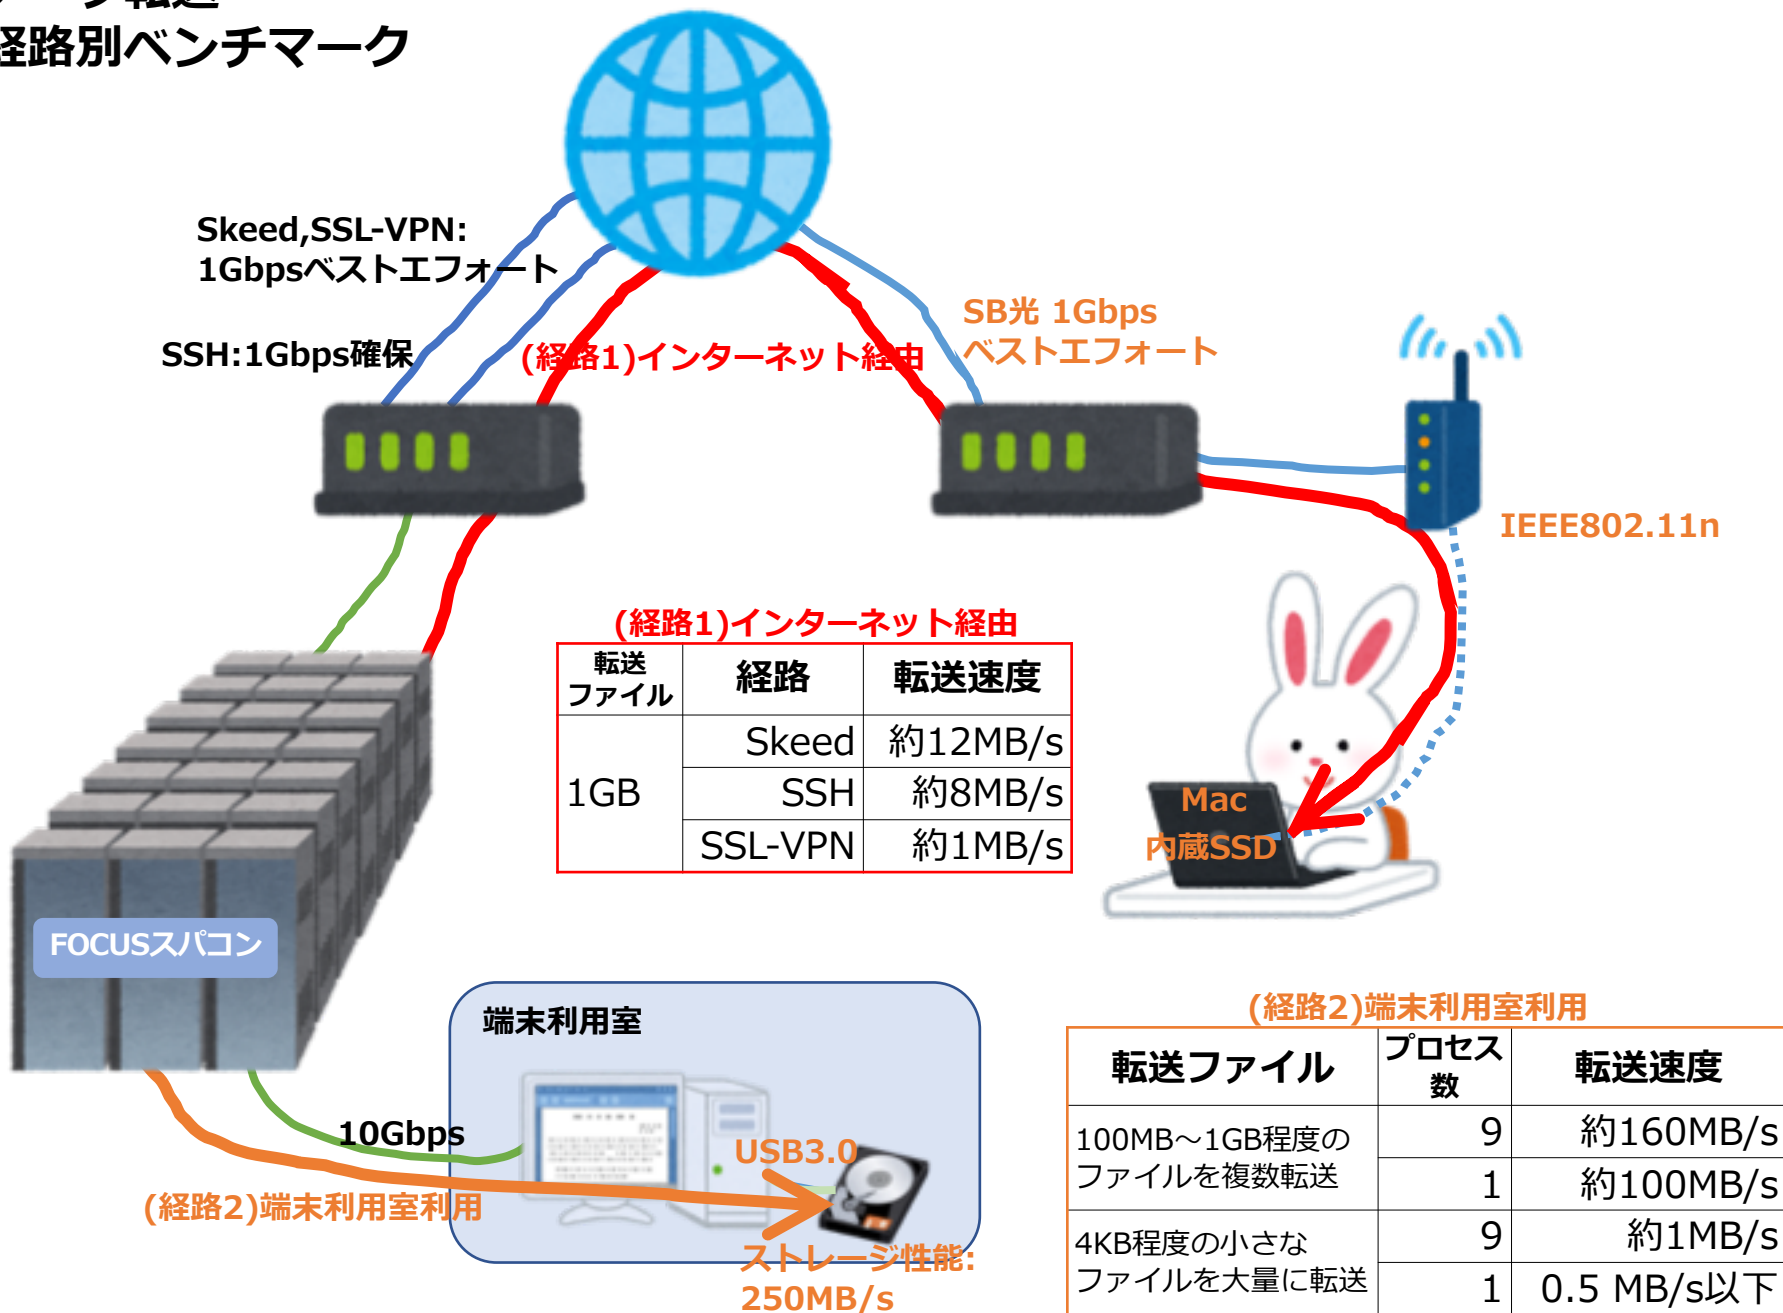 経路別ベンチマーク
Skeed,SSL-VPN:
1Gbpsベストエフォート
SSH:1Gbps確保
(経路1)インターネット経由
SB光 1Gbps
ベストエフォート
IEEE802.11n
(経路1)インターネット経由
転送
ファイル
経路
転送速度
1GB
Skeed
約12MB/s
SSH
約8MB/s
SSL-VPN
約1MB/s
Mac
内蔵SSD
FOCUSスパコン
端末利用室
10Gbps
USB3.0
(経路2)端末利用室利用
ストレージ性能:
250MB/s
(経路2)端末利用室利用
転送ファイル
プロセス
数
転送速度
100MB～1GB程度の
ファイルを複数転送
9
約160MB/s
1
約100MB/s
4KB程度の小さな
ファイルを大量に転送
9
約1MB/s
1
0.5 MB/s以下